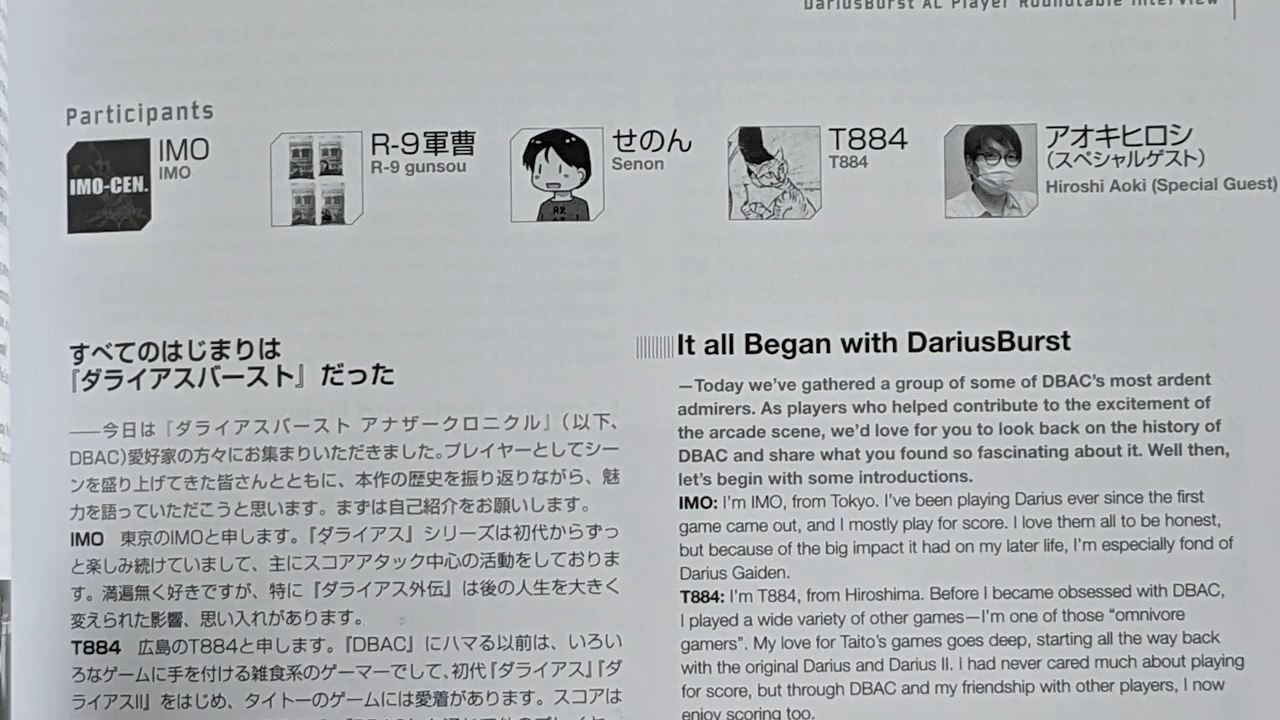 DariusBurst AC Player Roundtable Interview
Participants
IMO-CEN.
IMO
IMO
R-9軍曹
R-9 gunsou
せのん
Senon
T884
T884
アオキヒロシ
(スペシャルゲスト)
Hiroshi Aoki (Special Guest)
すべてのはじまりは
『ダライアスバースト』だった
——今日は『ダライアスバースト アナザークロニクル』(以下、
DBAC)愛好家の方々にお集まりいただきました。プレイヤーとしてシー
ンを盛り上げてきた皆さんとともに、本作の歴史を振り返りながら、魅
力を語っていただこうと思います。まずは自己紹介をお願いします。
IMO 東京のIMOと申します。『ダライアス』シリーズは初代からずっ
と楽しみ続けていまして、主にスコアアタック中心の活動をしておりま
す。満遍無く好きですが、特に『ダライアス外伝』は後の人生を大きく
変えられた影響、思い入れがあります。
T884 広島のT884と申します。『DBAC』にハマる以前は、いろい
ろなゲームに手を付ける雑食系のゲーマーでして、初代『ダライアス』『ダ
ライアスII』をはじめ、タイトーのゲームには愛着があります。スコアは
It all Began with DariusBurst
—Today we've gathered a group of some of DBAC's most ardent
admirers. As players who helped contribute to the excitement of
the arcade scene, we'd love for you to look back on the history of
DBAC and share what you found so fascinating about it. Well then,
let's begin with some introductions.
IMO: I'm IMO, from Tokyo. I've been playing Darius ever since the first
game came out, and I mostly play for score. I love them all to be honest,
but because of the big impact it had on my later life, I'm especially fond of
Darius Gaiden.
T884: I'm T884, from Hiroshima. Before I became obsessed with DBAC,
I played a wide variety of other games—I'm one of those "omnivore
gamers". My love for Taito's games goes deep, starting all the way back
with the original Darius and Darius II. I had never cared much about playing
for score, but through DBAC and my friendship with other players, I now
enjoy scoring too.